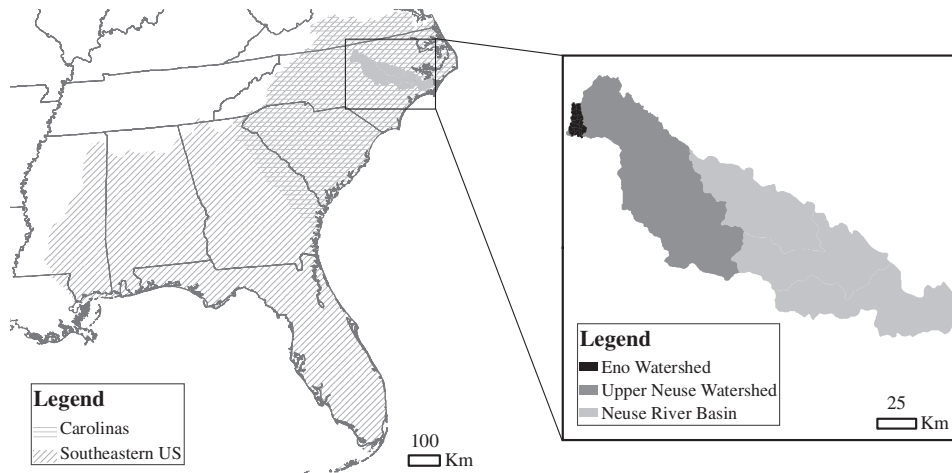 Legend
Carolinas
Southeastern US
100
Km
Legend
Eno Watershed
Upper Neuse Watershed
Neuse River Basin
25
Km